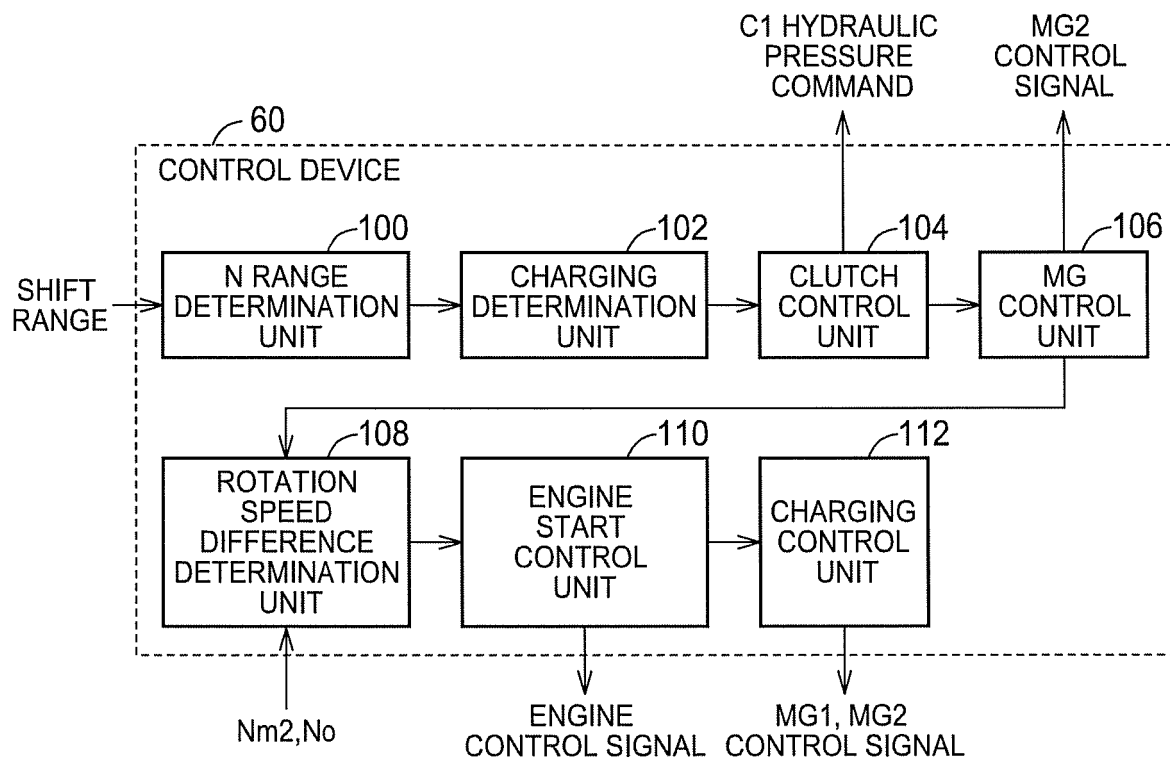 C1 HYDRAULIC
PRESSURE
COMMAND
MG2
CONTROL
SIGNAL
60
CONTROL DEVICE
100
102
104
106
SHIFT
RANGE
N RANGE
DETERMINATION
UNIT
CHARGING
DETERMINATION
UNIT
CLUTCH
CONTROL
UNIT
MG
CONTROL
UNIT
108
110
112
ROTATION
SPEED
DIFFERENCE
DETERMINATION
UNIT
ENGINE
START
CONTROL
UNIT
CHARGING
CONTROL
UNIT
Nm2,No
ENGINE
CONTROL SIGNAL
MG1, MG2
CONTROL SIGNAL